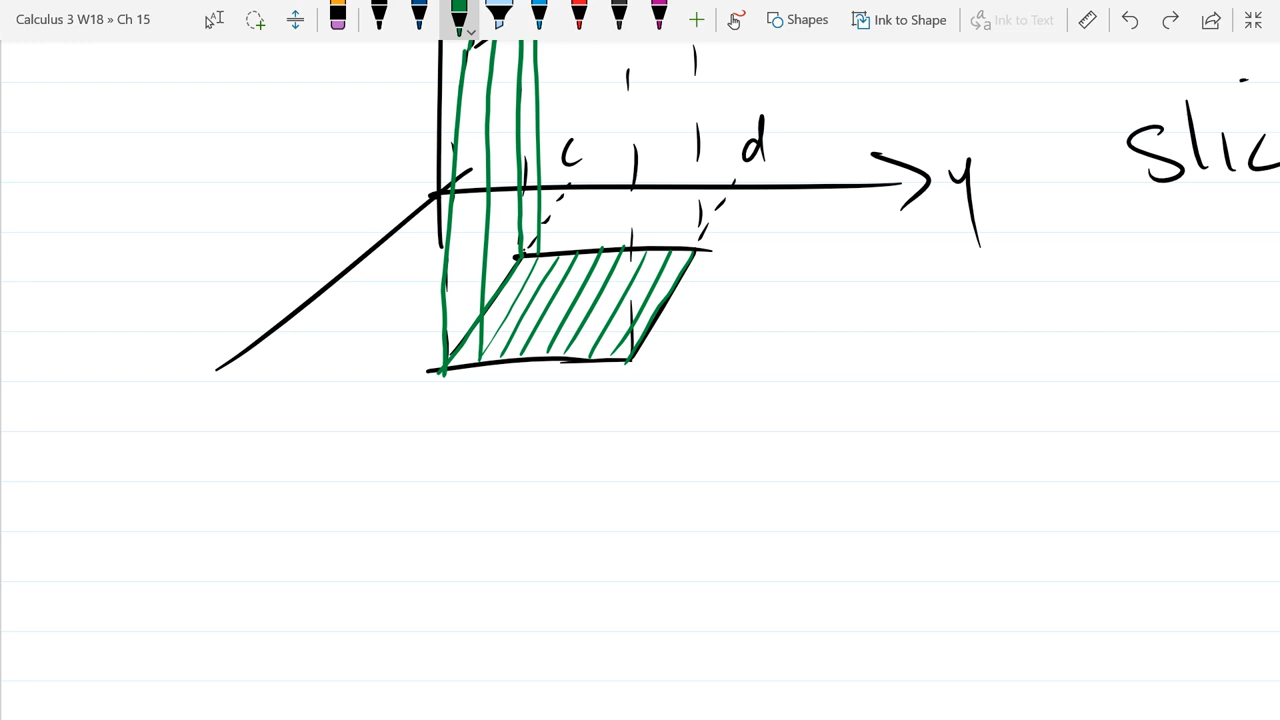 Calculus 3 W18 » Ch 15
Shapes
Ink to Shape
Ink to Text
c
d
y
slic